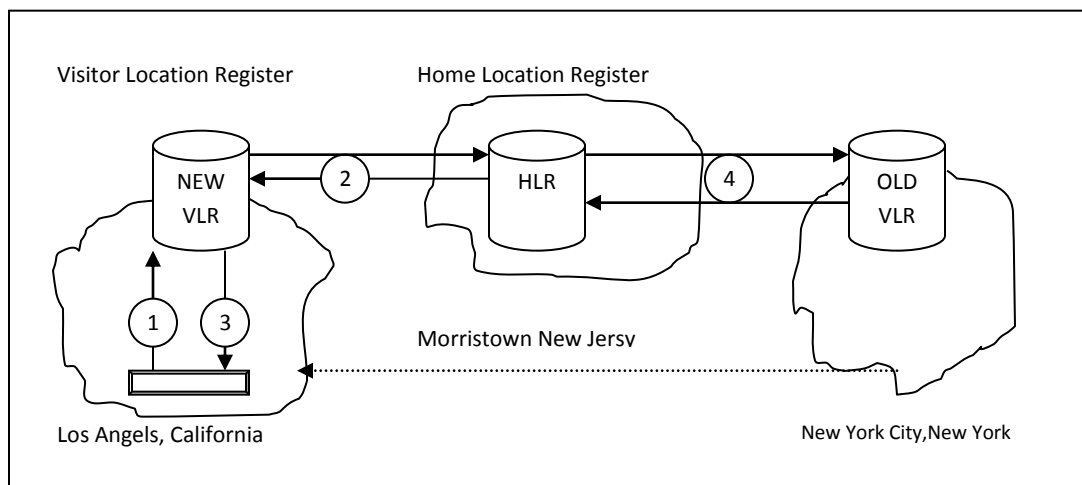 Visitor Location Register
Home Location Register
NEW
VLR
2
HLR
4
OLD
VLR
1
3
Morristown New Jersv
Los Angels, California
New York City,New York